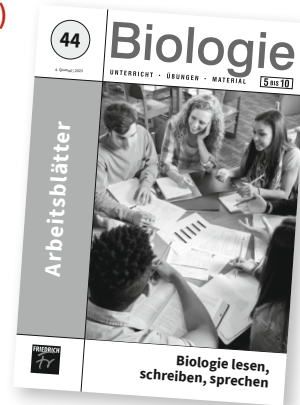 )
44
4. Quartal | 2023
Biologie
UNTERRICHT · ÜBUNGEN · MATERIAL
5 BIS 10
Arbeitsblätter
FRIEDRICH
Biologie lesen,
schreiben, sprechen